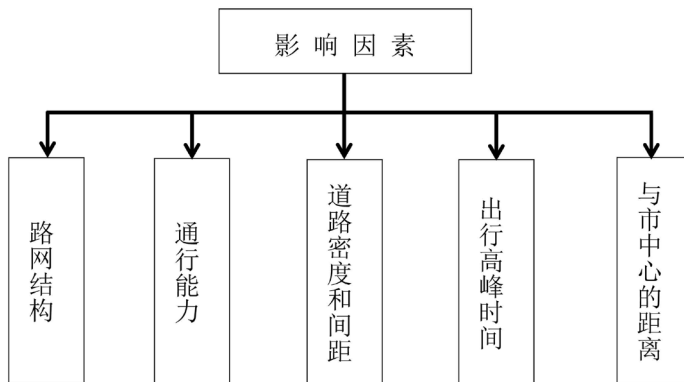 影响因素
路网结构
通行能力
道路密度和间距
出行高峰时间
与市中心的距离